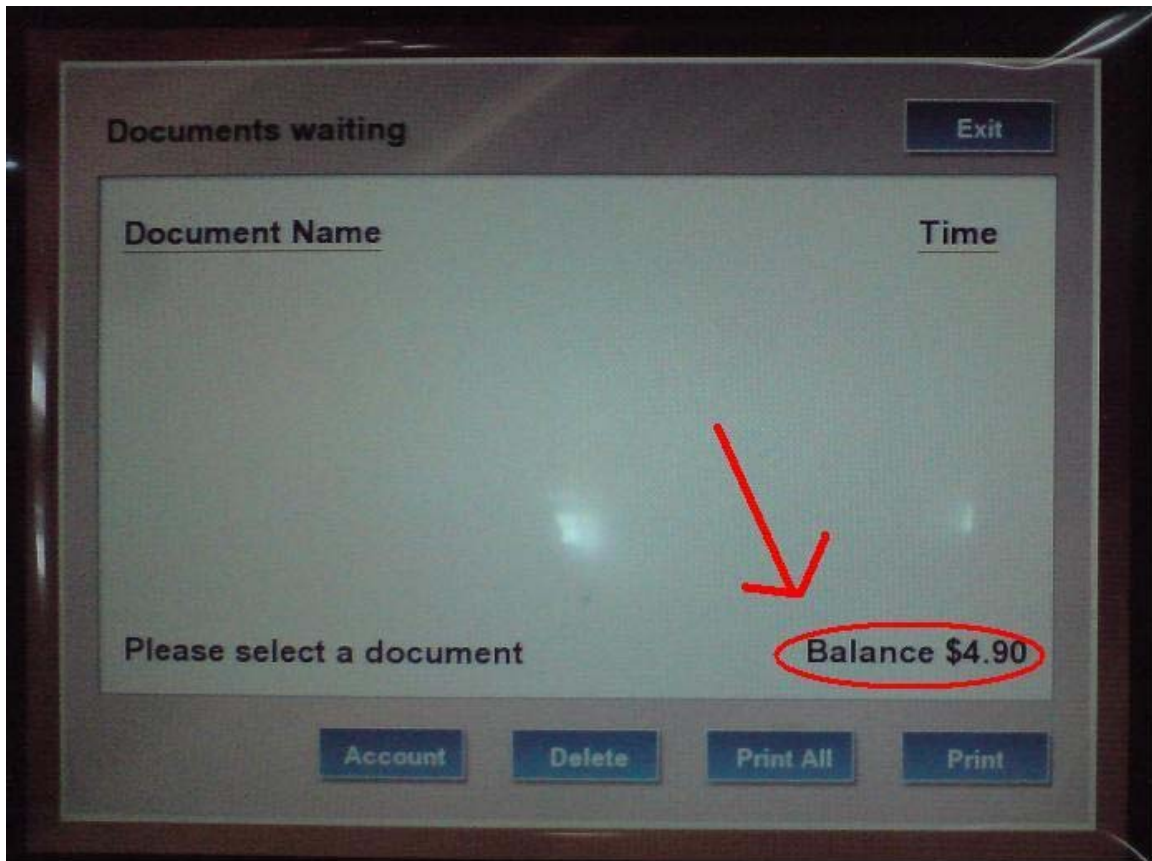 Documents waiting
Exit
Document Name
Time
Please select a document
Balance $4.90
Account
Delete
Print All
Print